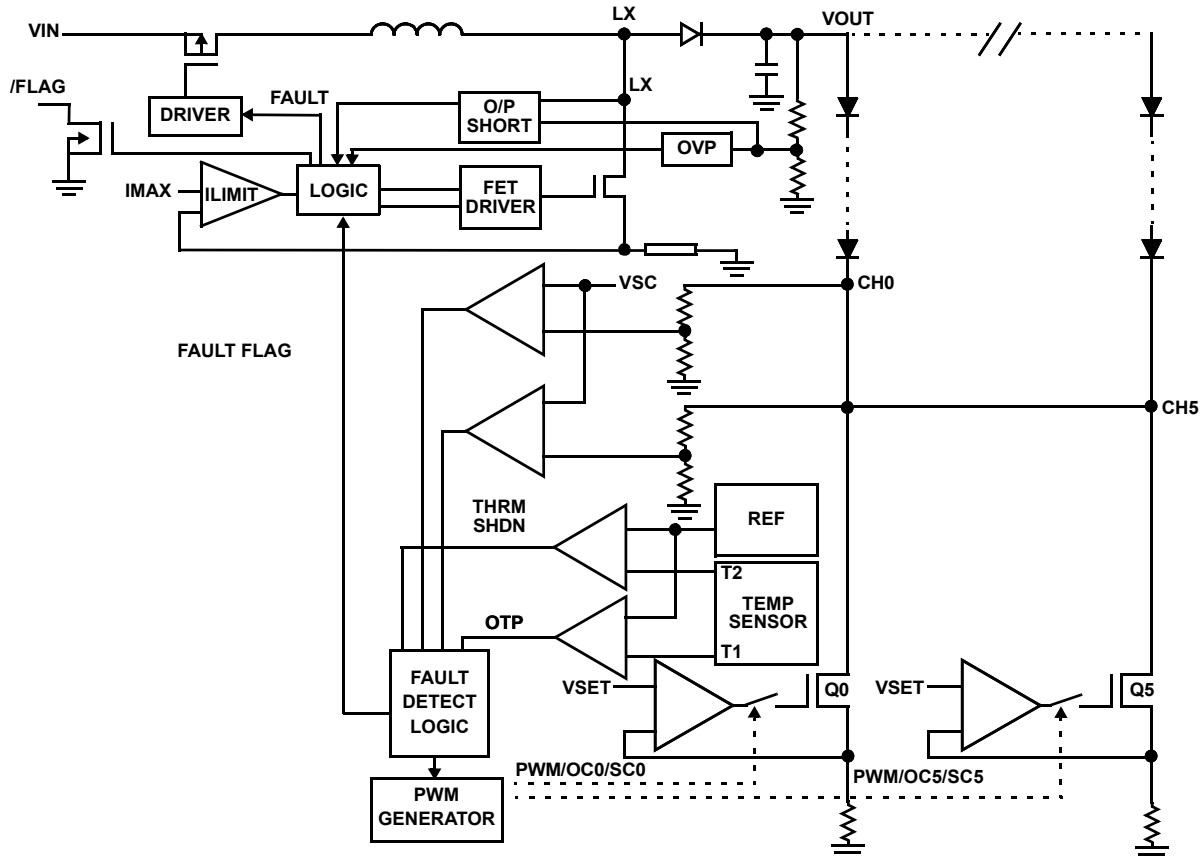 LX
VIN
VOUT
/FLAG
FAULT
LX
DRIVER
O/P
SHORT
OVP
IMAX
ILIMIT
LOGIC
FET
DRIVER
VSC
CH0
FAULT FLAG
CH5
THRM
SHDN
REF
T2
TEMP
SENSOR
OTP
T1
FAULT
DETECT
LOGIC
VSET
Q0
VSET
Q5
PWM/OC0/SC0
PWM/OC5/SC5
PWM
GENERATOR